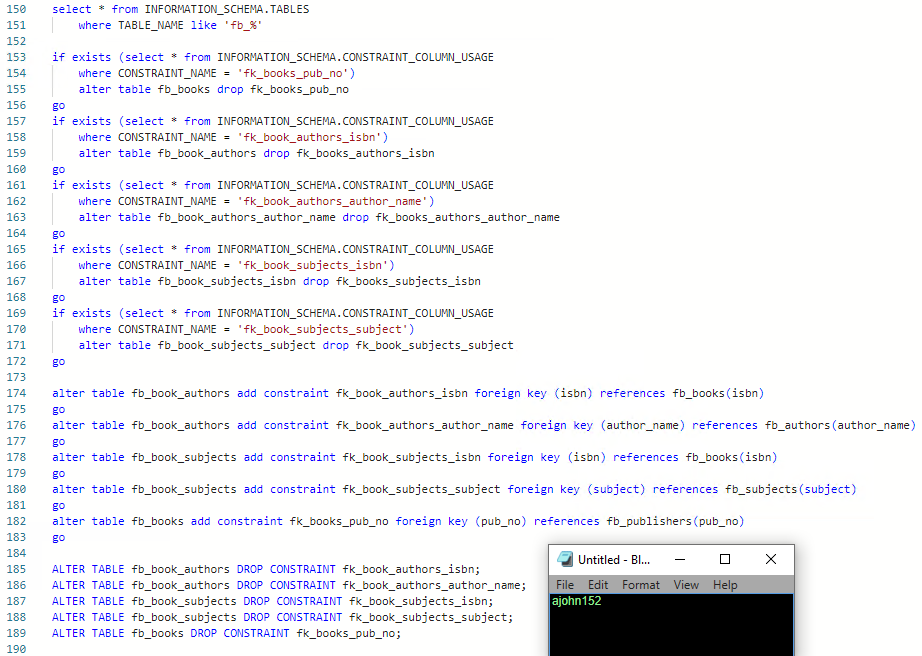 150 select * from INFORMATION_SCHEMA.TABLES
151 where TABLE_NAME like 'fb_%'
152
153 if exists (select * from INFORMATION_SCHEMA.CONSTRAINT_COLUMN_USAGE
154 where CONSTRAINT_NAME = 'fk_books_pub_no')
155 alter table fb_books drop fk_books_pub_no
156 go
157 if exists (select * from INFORMATION_SCHEMA.CONSTRAINT_COLUMN_USAGE
158 where CONSTRAINT_NAME = 'fk_book_authors_isbn')
159 alter table fb_book_authors drop fk_books_authors_isbn
160 go
161 if exists (select * from INFORMATION_SCHEMA.CONSTRAINT_COLUMN_USAGE
162 where CONSTRAINT_NAME = 'fk_book_authors_author_name')
163 alter table fb_book_authors_author_name drop fk_books_authors_author_name
164 go
165 if exists (select * from INFORMATION_SCHEMA.CONSTRAINT_COLUMN_USAGE
166 where CONSTRAINT_NAME = 'fk_book_subjects_isbn')
167 alter table fb_book_subjects_isbn drop fk_books_subjects_isbn
168 go
169 if exists (select * from INFORMATION_SCHEMA.CONSTRAINT_COLUMN_USAGE
170 where CONSTRAINT_NAME = 'fk_book_subjects_subject')
171 alter table fb_book_subjects_subject drop fk_book_subjects_subject
172 go
173
174 alter table fb_book_authors add constraint fk_book_authors_isbn foreign key (isbn) references fb_books(isbn)
175 go
176 alter table fb_book_authors add constraint fk_book_authors_author_name foreign key (author_name) references fb_authors(author_name)
177 go
178 alter table fb_book_subjects add constraint fk_book_subjects_isbn foreign key (isbn) references fb_books(isbn)
179 go
180 alter table fb_book_subjects add constraint fk_book_subjects_subject foreign key (subject) references fb_subjects(subject)
181 go
182 alter table fb_books add constraint fk_books_pub_no foreign key (pub_no) references fb_publishers(pub_no)
183 go
184
185 ALTER TABLE fb_book_authors DROP CONSTRAINT fk_book_authors_isbn;
186 ALTER TABLE fb_book_authors DROP CONSTRAINT fk_book_authors_author_name;
187 ALTER TABLE fb_book_subjects DROP CONSTRAINT fk_book_subjects_isbn;
188 ALTER TABLE fb_book_subjects DROP CONSTRAINT fk_book_subjects_subject;
189 ALTER TABLE fb_books DROP CONSTRAINT fk_books_pub_no;
190
Untitled - Bl...
File Edit Format View Help
ajohn152